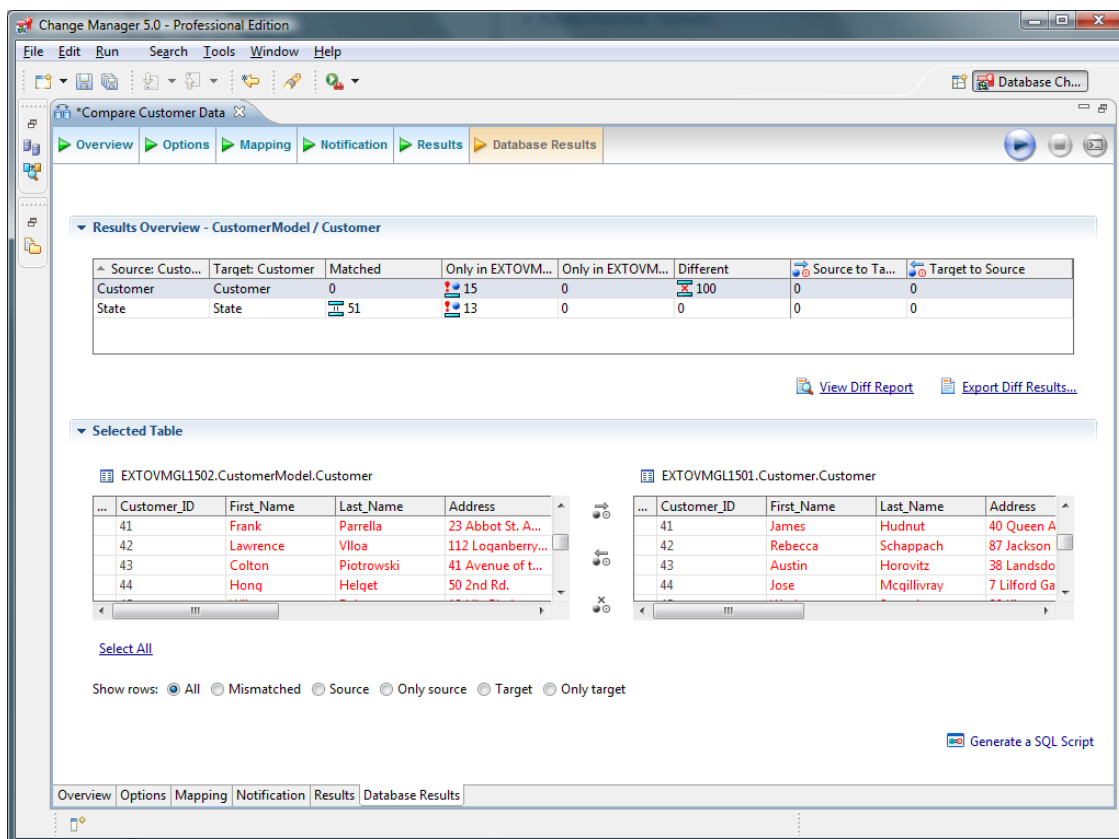 Change Manager 5.0 - Professional Edition
File Edit Run Search Tools Window Help
Database Ch...
*Compare Customer Data
Overview Options Mapping Notification Results Database Results
Results Overview - CustomerModel / Customer
Source: Custo... Target: Customer Matched Only in EXTOVM... Only in EXTOVM... Different Source to Ta... Target to Source
Customer Customer 0 15 0 100 0 0
State State 51 13 0 0 0 0
View Diff Report Export Diff Results...
Selected Table
EXTOVMGL1502.CustomerModel.Customer EXTOVMGL1501.Customer.Customer
... Customer_ID First_Name Last_Name Address ... Customer_ID First_Name Last_Name Address
41 Frank Parrella 23 Abbot St. A... 41 James Hudnut 40 Queen A
42 Lawrence Vlloa 112 Loganberry... 42 Rebecca Schappach 87 Jackson
43 Colton Piotrowski 41 Avenue of t... 43 Austin Horovitz 38 Landsdo
44 Hong Helget 50 2nd Rd. 44 Jose Mcgillivray 7 Lilford Ga
Select All
Show rows: All Mismatched Source Only source Target Only target
Generate a SQL Script
Overview Options Mapping Notification Results Database Results